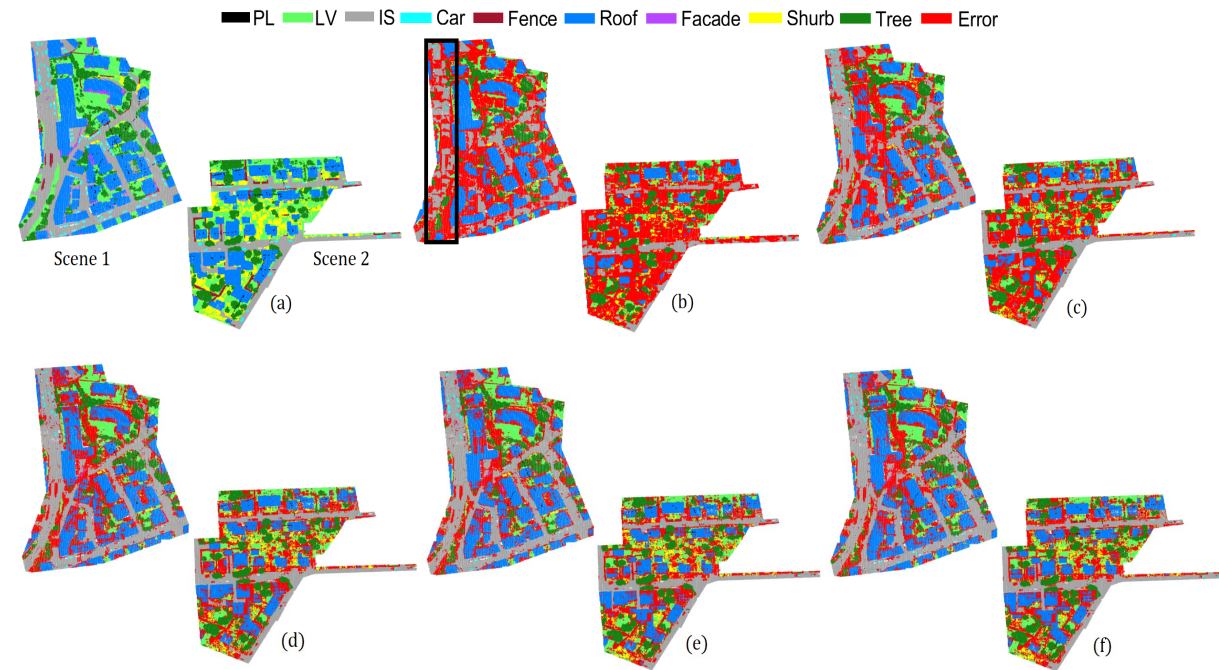 PL LV IS Car Fence Roof Facade Shurb Tree Error
Scene 1
Scene 2
(a)
(b)
(c)
(d)
(e)
(f)